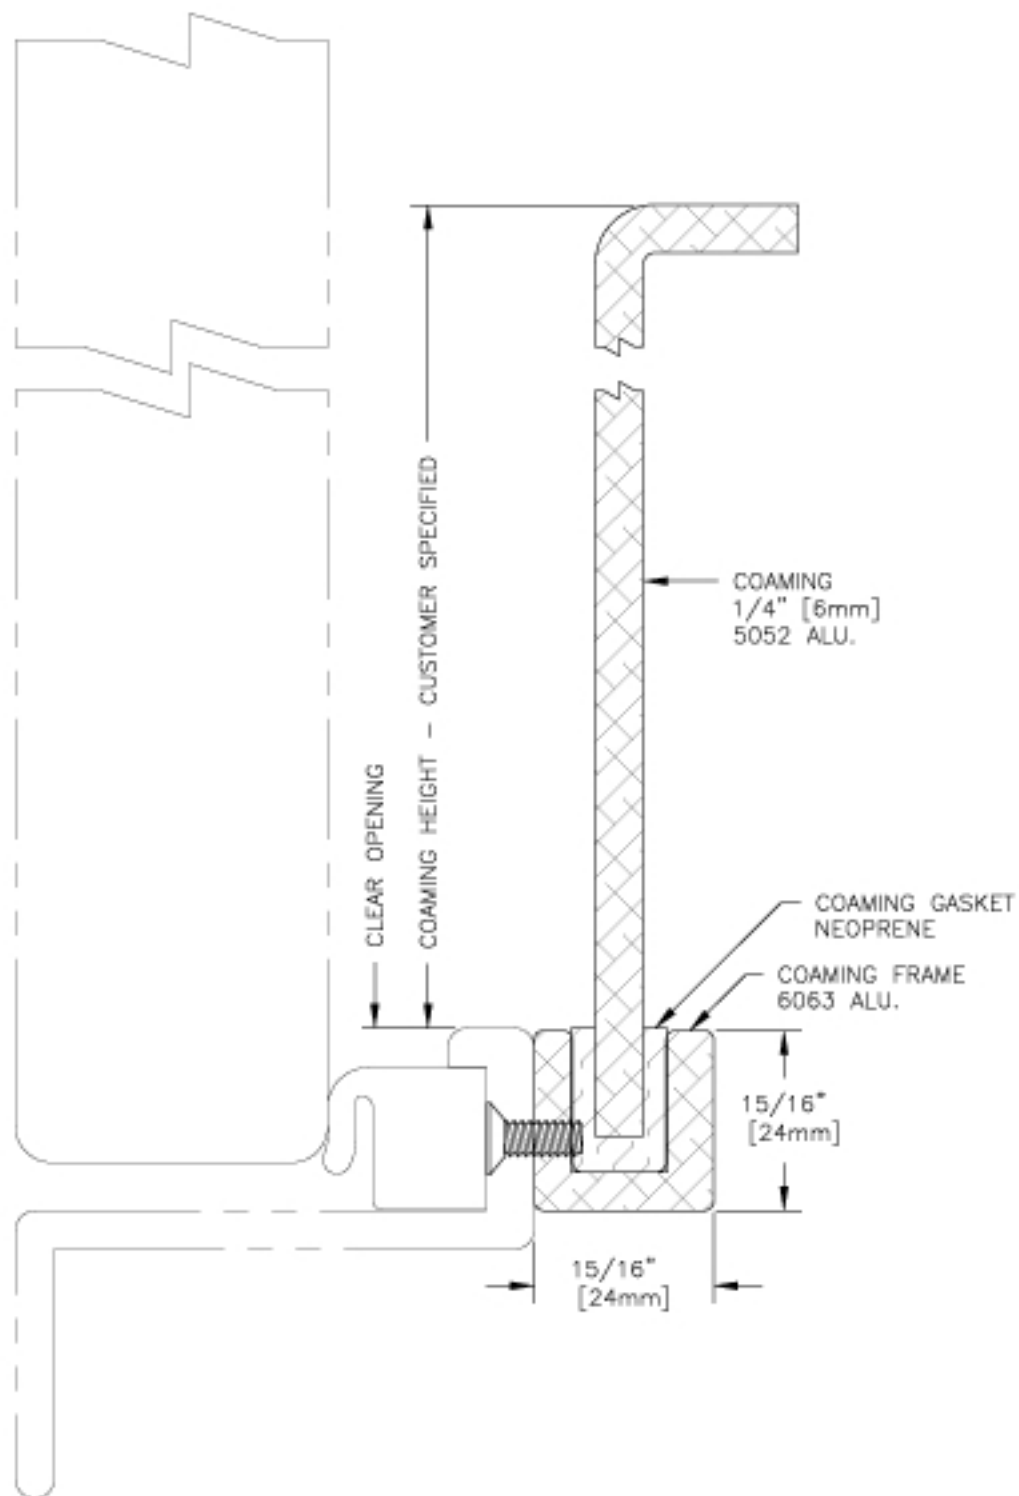 COAMING HEIGHT – CUSTOMER SPECIFIED
CLEAR OPENING
COAMING
1/4" [6mm]
5052 ALU.
COAMING GASKET
NEOPRENE
COAMING FRAME
6063 ALU.
15/16"
[24mm]
15/16"
[24mm]